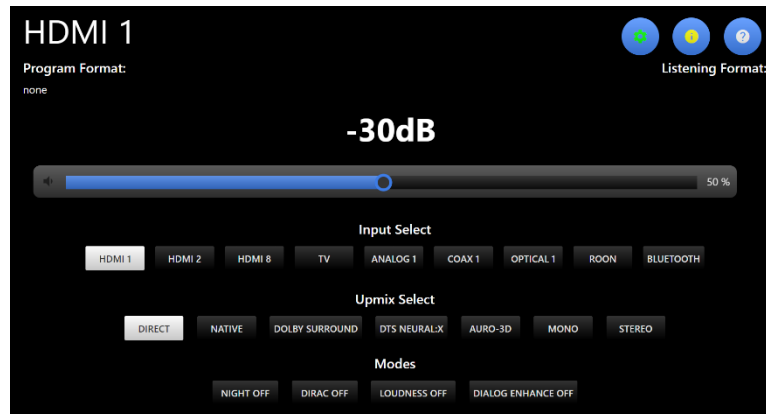 HDMI 1
Program Format:
Listening Format:
none
-30dB
50 %
Input Select
HDMI 1 HDMI 2 HDMI 8 TV ANALOG 1 COAX 1 OPTICAL 1 ROON BLUETOOTH
Upmix Select
DIRECT NATIVE DOLBY SURROUND DTS NEURAL:X AURO-3D MONO STEREO
Modes
NIGHT OFF DIRAC OFF LOUDNESS OFF DIALOG ENHANCE OFF